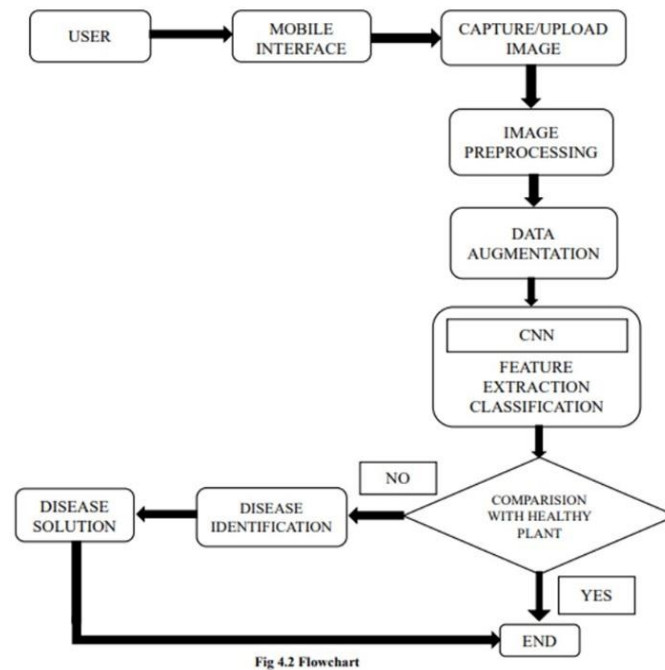 USER
MOBILE
INTERFACE
CAPTURE/UPLOAD
IMAGE
IMAGE
PREPROCESSING
DATA
AUGMENTATION
CNN
FEATURE
EXTRACTION
CLASSIFICATION
COMPARISION
WITH HEALTHY
PLANT
NO
DISEASE
IDENTIFICATION
DISEASE
SOLUTION
YES
END
Fig 4.2 Flowchart